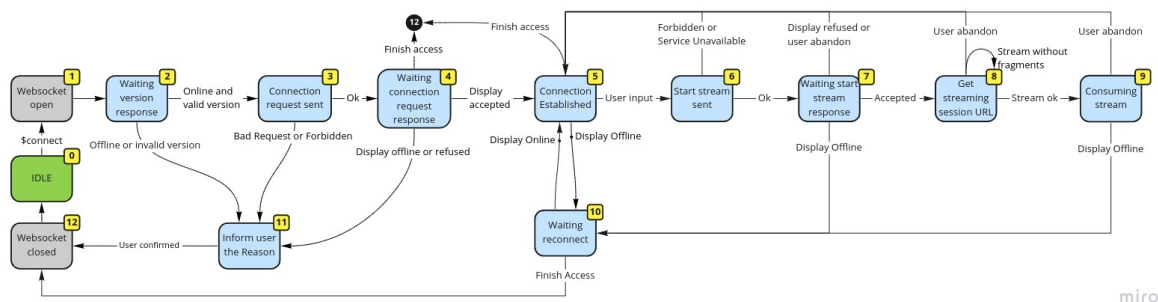 12
Finish access
Finish access
Forbidden or
Service Unavailable
Display refused or
user abandon
User abandon
User abandon
Stream without
fragments
1
Websocket
open
2
Waiting
version
response
Online and
valid version
3
Connection
request sent
Ok
4
Waiting
connection
request
response
Display
accepted
5
Connection
Established
User input
6
Start stream
sent
Ok
7
Waiting start
stream
response
Accepted
8
Get
streaming
session URL
Stream ok
9
Consuming
stream
$connect
Offline or invalid version
Bad Request or Forbidden
Display offline or refused
Display Online
Display Offline
Display Offline
Display Offline
0
IDLE
12
Websocket
closed
User confirmed
11
Inform user
the Reason
10
Waiting
reconnect
Finish Access
miro